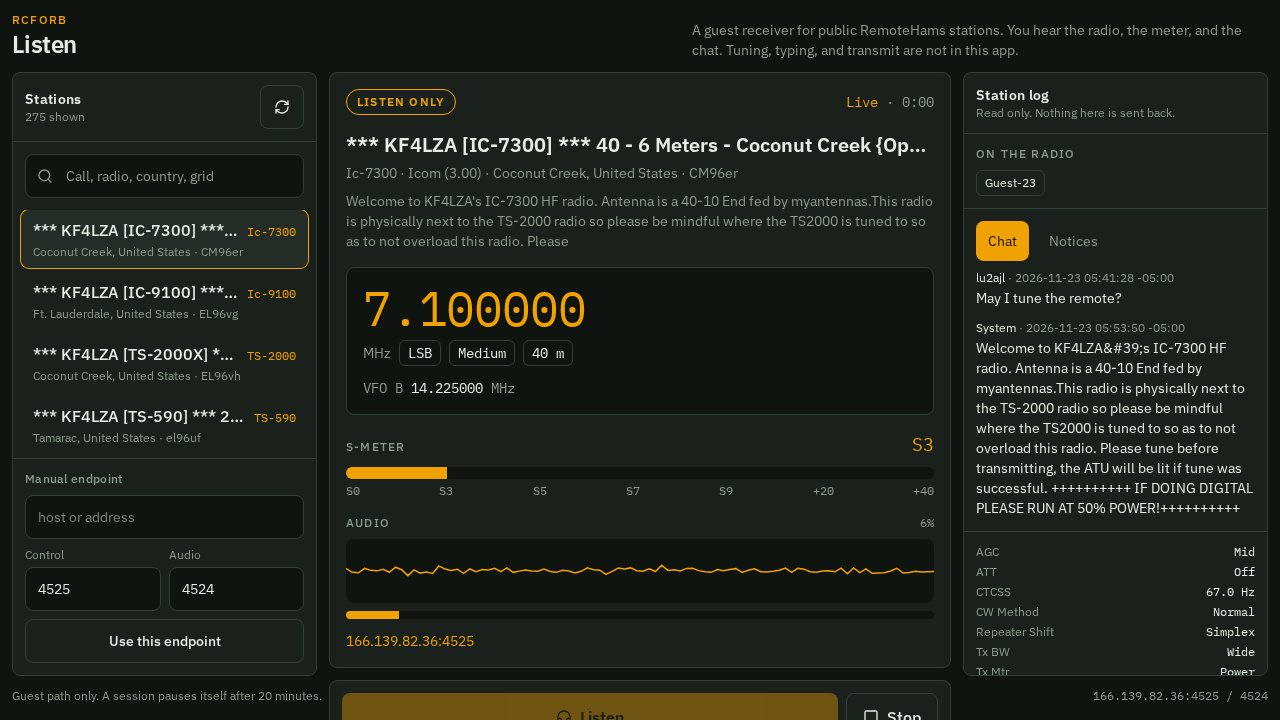 RCFORB
Listen
A guest receiver for public RemoteHams stations. You hear the radio, the meter, and the
chat. Tuning, typing, and transmit are not in this app.
Stations
275 shown
Call, radio, country, grid
*** KF4LZA [IC-7300] ***... Ic-7300
Coconut Creek, United States · CM96er
*** KF4LZA [IC-9100] ***... Ic-9100
Ft. Lauderdale, United States · EL96vg
*** KF4LZA [TS-2000X] *... TS-2000
Coconut Creek, United States · EL96vh
*** KF4LZA [TS-590] *** 2... TS-590
Tamarac, United States · el96uf
Manual endpoint
host or address
Control Audio
4525 4524
Use this endpoint
Guest path only. A session pauses itself after 20 minutes.
LISTEN ONLY
Live · 0:00
*** KF4LZA [IC-7300] *** 40 - 6 Meters - Coconut Creek {Op...
Ic-7300 · Icom (3.00) · Coconut Creek, United States · CM96er
Welcome to KF4LZA's IC-7300 HF radio. Antenna is a 40-10 End fed by myantennas.This radio
is physically next to the TS-2000 radio so please be mindful where the TS2000 is tuned to so
as to not overload this radio. Please
7.100000
MHz LSB Medium 40 m
VFO B 14.225000 MHz
S-METER S3
S0 S3 S5 S7 S9 +20 +40
AUDIO 6%
166.139.82.36:4525
Listen Stop
Station log
Read only. Nothing here is sent back.
ON THE RADIO
Guest-23
Chat Notices
lu2ajl · 2026-11-23 05:41:28 -05:00
May I tune the remote?
System · 2026-11-23 05:53:50 -05:00
Welcome to KF4LZA&#39;s IC-7300 HF
radio. Antenna is a 40-10 End fed by
myantennas.This radio is physically next to
the TS-2000 radio so please be mindful
where the TS2000 is tuned to so as to not
overload this radio. Please tune before
transmitting, the ATU will be lit if tune was
successful. ++++++++++ IF DOING DIGITAL
PLEASE RUN AT 50% POWER!++++++++++
AGC Mid
ATT Off
CTCSS 67.0 Hz
CW Method Normal
Repeater Shift Simplex
Tx BW Wide
Tx Mtr Power
166.139.82.36:4525 / 4524